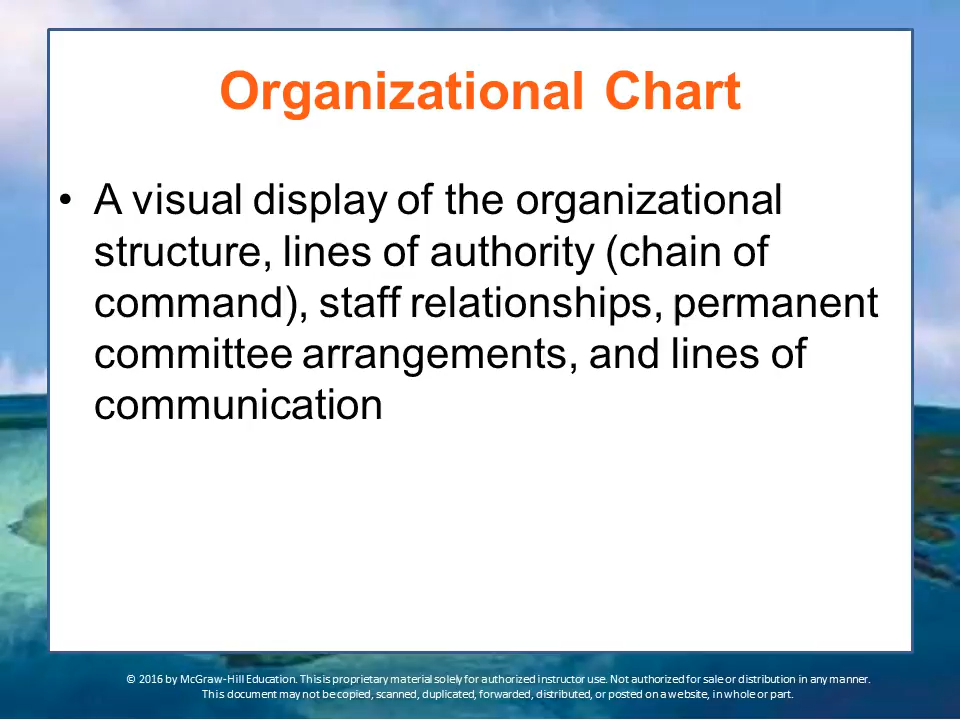 Organizational Chart
• A visual display of the organizational
structure, lines of authority (chain of
command), staff relationships, permanent
committee arrangements, and lines of
communication
© 2016 by McGraw-Hill Education. This is proprietary material solely for authorized instructor use. Not authorized for sale or distribution in any manner.
This document may not be copied, scanned, duplicated, forwarded, distributed, or posted on a website, in whole or part.